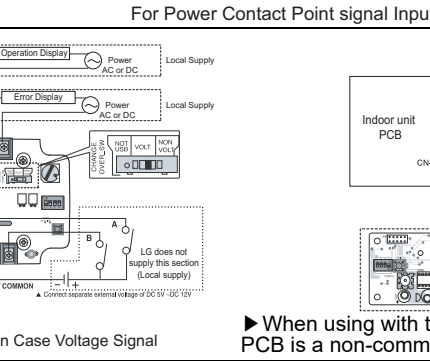 For Power Contact Point signal Inpu
Operation Display
Power
AC or DC
Local Supply
Error Display
Power
AC or DC
Local Supply
CHANGE
OVER_SW
NOT
USB
VOLT
NON
VOLT
A
B
LG does not
supply this section
(Local supply)
COMMON
▲ Connect separate external voltage of DC 5V ~DC 12V
n Case Voltage Signal
Indoor unit
PCB
CN-
▶When using with t
PCB is a non-comm